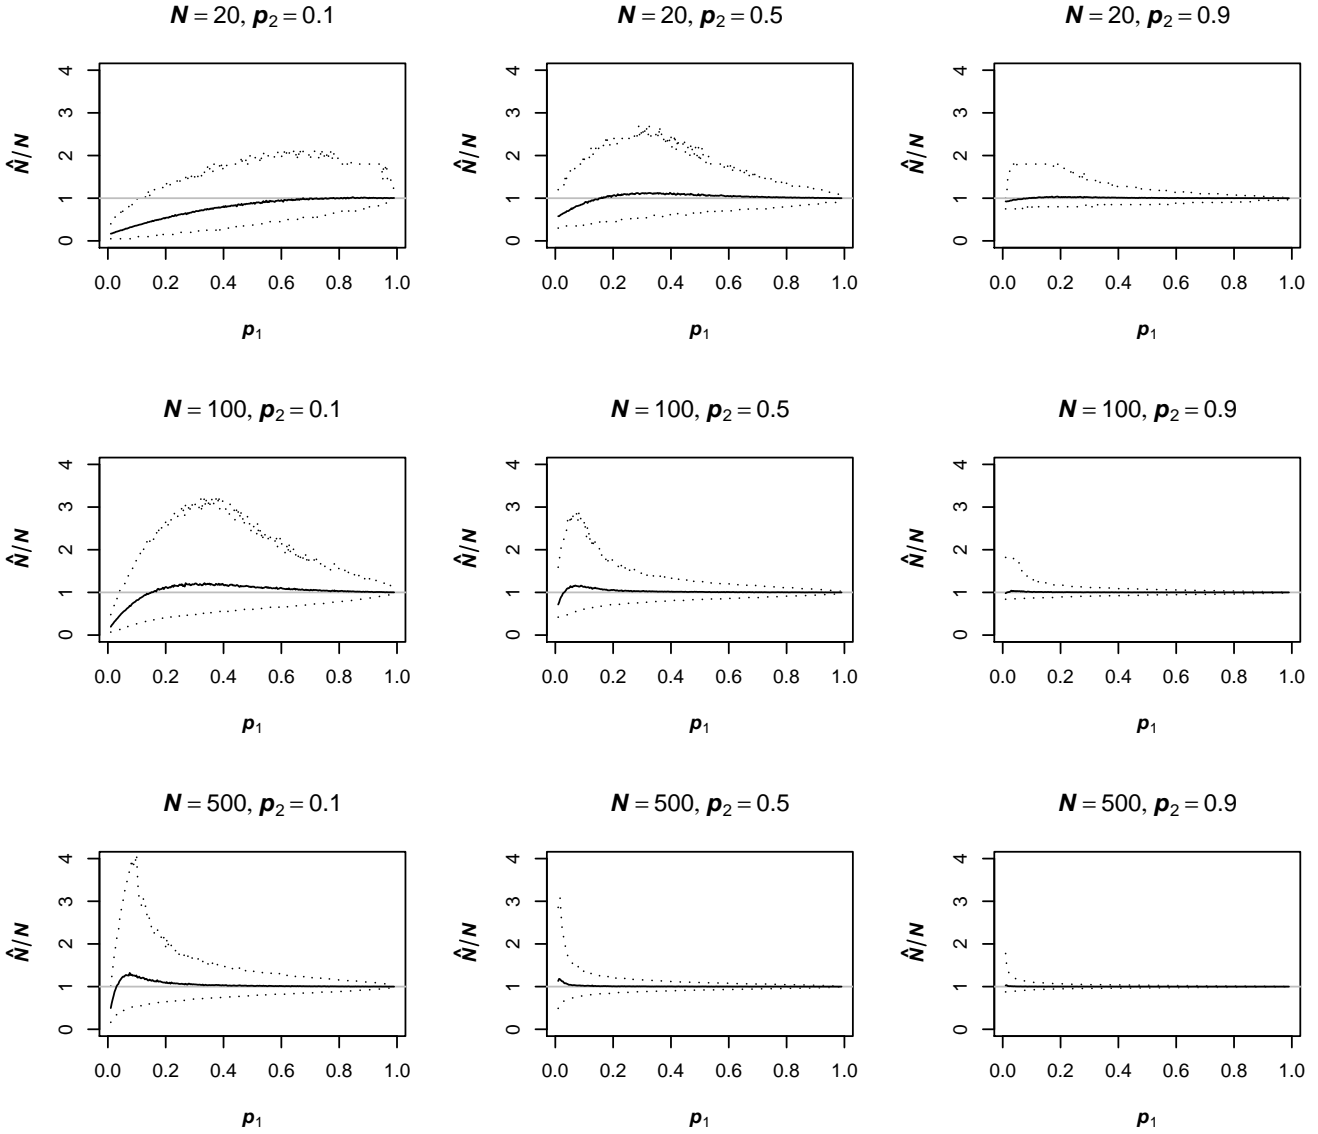 N = 20, p₂ = 0.1
N̂/N
4
3
2
1
0
0.0 0.2 0.4 0.6 0.8 1.0
p₁
N = 20, p₂ = 0.5
N̂/N
4
3
2
1
0
0.0 0.2 0.4 0.6 0.8 1.0
p₁
N = 20, p₂ = 0.9
N̂/N
4
3
2
1
0
0.0 0.2 0.4 0.6 0.8 1.0
p₁
N = 100, p₂ = 0.1
N̂/N
4
3
2
1
0
0.0 0.2 0.4 0.6 0.8 1.0
p₁
N = 100, p₂ = 0.5
N̂/N
4
3
2
1
0
0.0 0.2 0.4 0.6 0.8 1.0
p₁
N = 100, p₂ = 0.9
N̂/N
4
3
2
1
0
0.0 0.2 0.4 0.6 0.8 1.0
p₁
N = 500, p₂ = 0.1
N̂/N
4
3
2
1
0
0.0 0.2 0.4 0.6 0.8 1.0
p₁
N = 500, p₂ = 0.5
N̂/N
4
3
2
1
0
0.0 0.2 0.4 0.6 0.8 1.0
p₁
N = 500, p₂ = 0.9
N̂/N
4
3
2
1
0
0.0 0.2 0.4 0.6 0.8 1.0
p₁